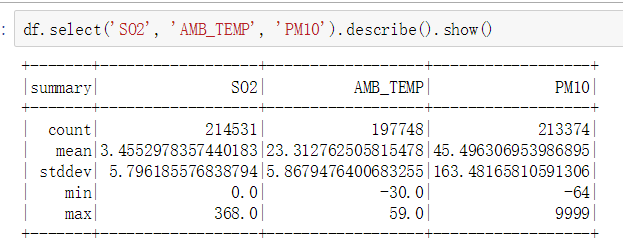 : df.select('SO2', 'AMB_TEMP', 'PM10').describe().show()
+-------+------------------+------------------+------------------+
|summary|               SO2|          AMB_TEMP|              PM10|
+-------+------------------+------------------+------------------+
|  count|            214531|            197748|            213374|
|   mean|3.4552978357440183|23.312762505815478|45.496306953986895|
| stddev| 5.796185576838794|5.8679476400683255|163.48165810591306|
|    min|               0.0|             -30.0|               -64|
|    max|             368.0|              59.0|              9999|
+-------+------------------+------------------+------------------+